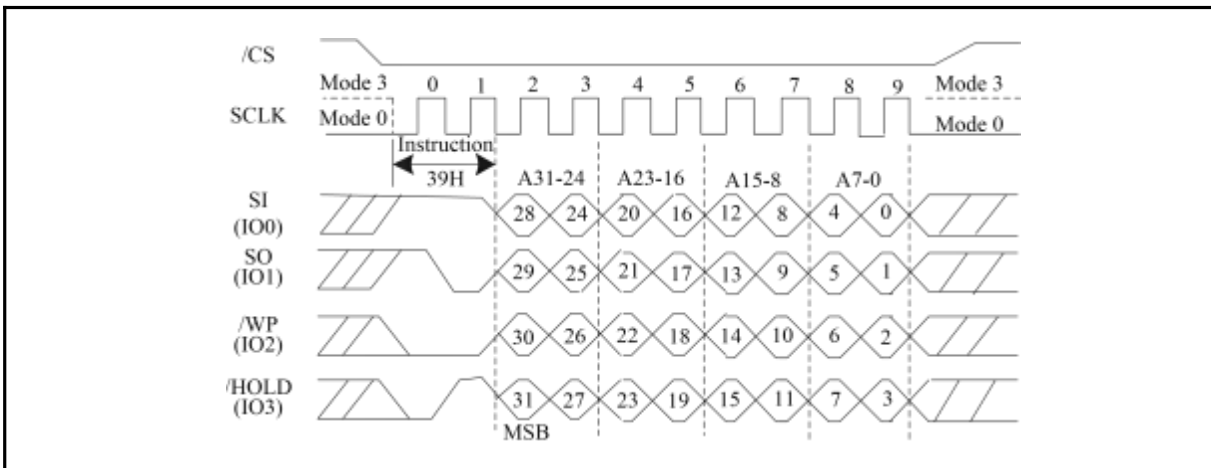 /CS
Mode 3 0 1 2 3 4 5 6 7 8 9 Mode 3
SCLK Mode 0 Mode 0
Instruction
39H A31-24 A23-16 A15-8 A7-0
SI
(IO0) 28 24 20 16 12 8 4 0
SO
(IO1) 29 25 21 17 13 9 5 1
/WP
(IO2) 30 26 22 18 14 10 6 2
/HOLD
(IO3) 31 27 23 19 15 11 7 3
MSB